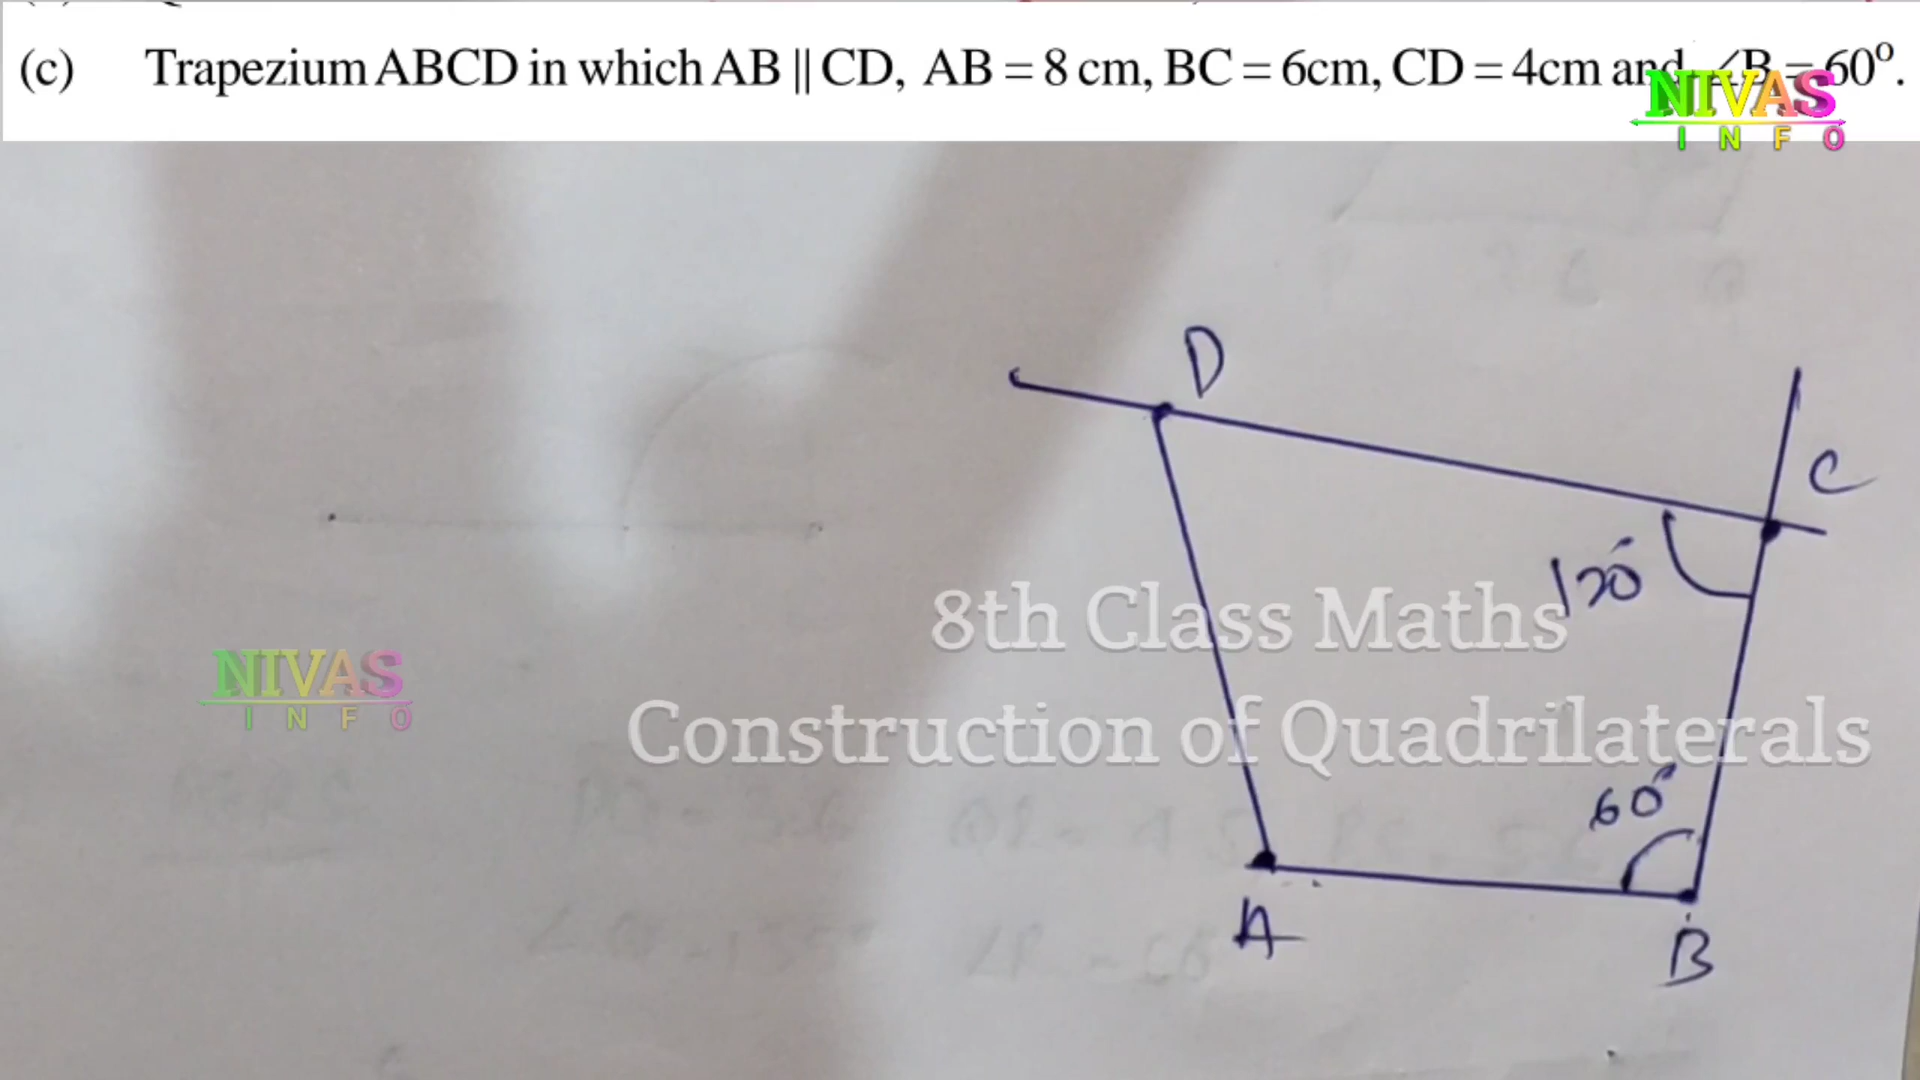 (c) Trapezium ABCD in which AB || CD, AB = 8 cm, BC = 6cm, CD = 4cm and ∠B = 60°.
NIVAS
INFO
D
C
120°
8th Class Maths
NIVAS
INFO
Construction of Quadrilaterals
60°
A
B